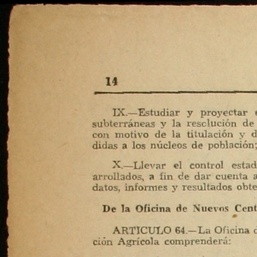 14
IX.—Estudiar y proyectar
subterráneas y la resclución de
con motivo de la titulación y d
didas a los núcleos de población;
X.—Llevar el control estad
arrollados, a fin de dar cuenta a
datos, informes y resultados obte
De la Oficina de Nuevos Cent
ARTICULO 64.—La Oficina d
ción Agrícola comprenderá: